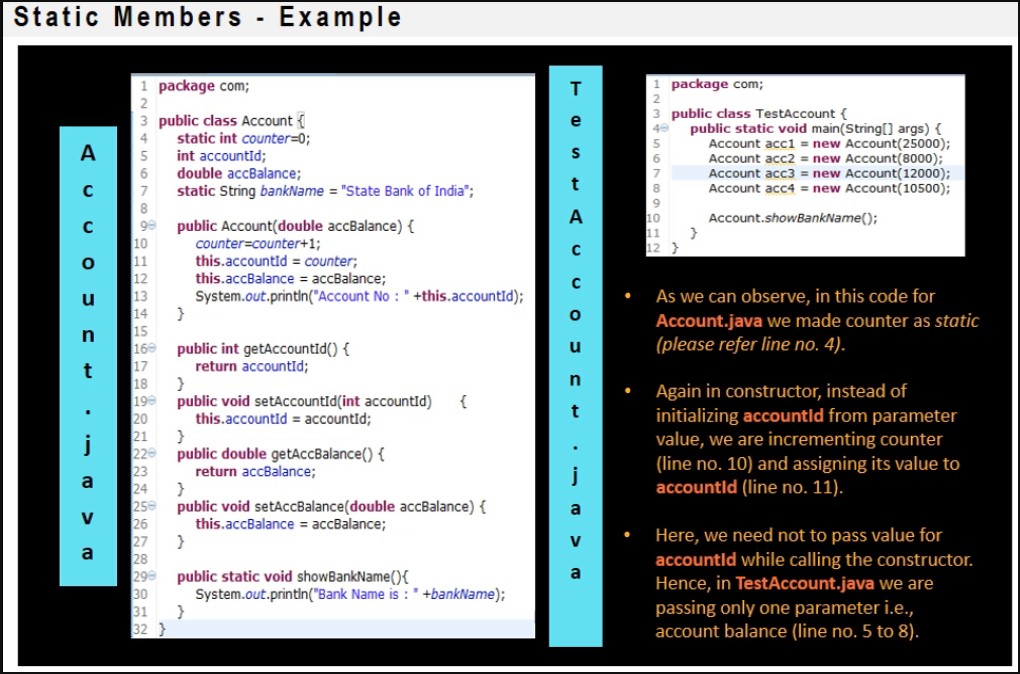 Static Members - Example
Account.java
1 package com;
2
3 public class Account {
4 static int counter=0;
5 int accountId;
6 double accBalance;
7 static String bankName = "State Bank of India";
8
9 public Account(double accBalance) {
10 counter=counter+1;
11 this.accountId = counter;
12 this.accBalance = accBalance;
13 System.out.println("Account No : " +this.accountId);
14 }
15
16 public int getAccountId() {
17 return accountId;
18 }
19 public void setAccountId(int accountId) {
20 this.accountId = accountId;
21 }
22 public double getAccBalance() {
23 return accBalance;
24 }
25 public void setAccBalance(double accBalance) {
26 this.accBalance = accBalance;
27 }
28
29 public static void showBankName(){
30 System.out.println("Bank Name is : " +bankName);
31 }
32 }
TestAccount.java
1 package com;
2
3 public class TestAccount {
4 public static void main(String[] args) {
5 Account acc1 = new Account(25000);
6 Account acc2 = new Account(8000);
7 Account acc3 = new Account(12000);
8 Account acc4 = new Account(10500);
9
10 Account.showBankName();
11 }
12 }
• As we can observe, in this code for
Account.java we made counter as static
(please refer line no. 4).
• Again in constructor, instead of
initializing accountId from parameter
value, we are incrementing counter
(line no. 10) and assigning its value to
accountId (line no. 11).
• Here, we need not to pass value for
accountId while calling the constructor.
Hence, in TestAccount.java we are
passing only one parameter i.e.,
account balance (line no. 5 to 8).